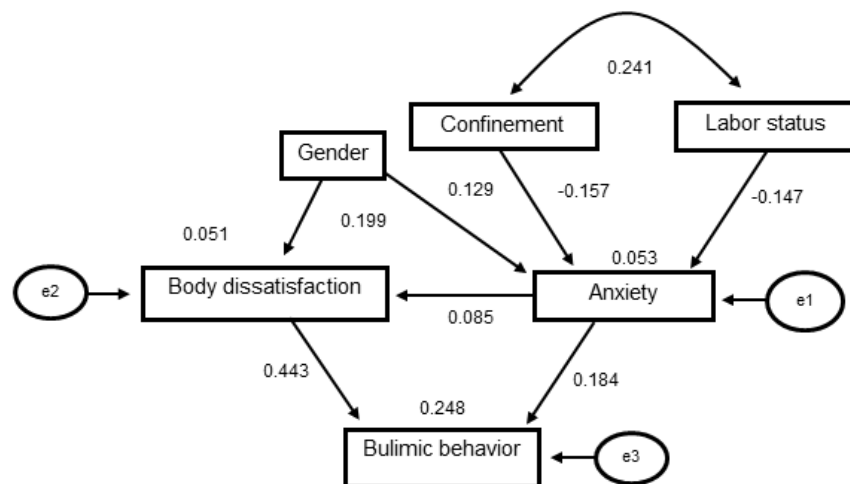 0.241
Confinement
Labor status
Gender
0.129
-0.157
-0.147
0.051
0.199
0.053
e2
Body dissatisfaction
Anxiety
e1
0.085
0.443
0.184
0.248
Bulimic behavior
e3